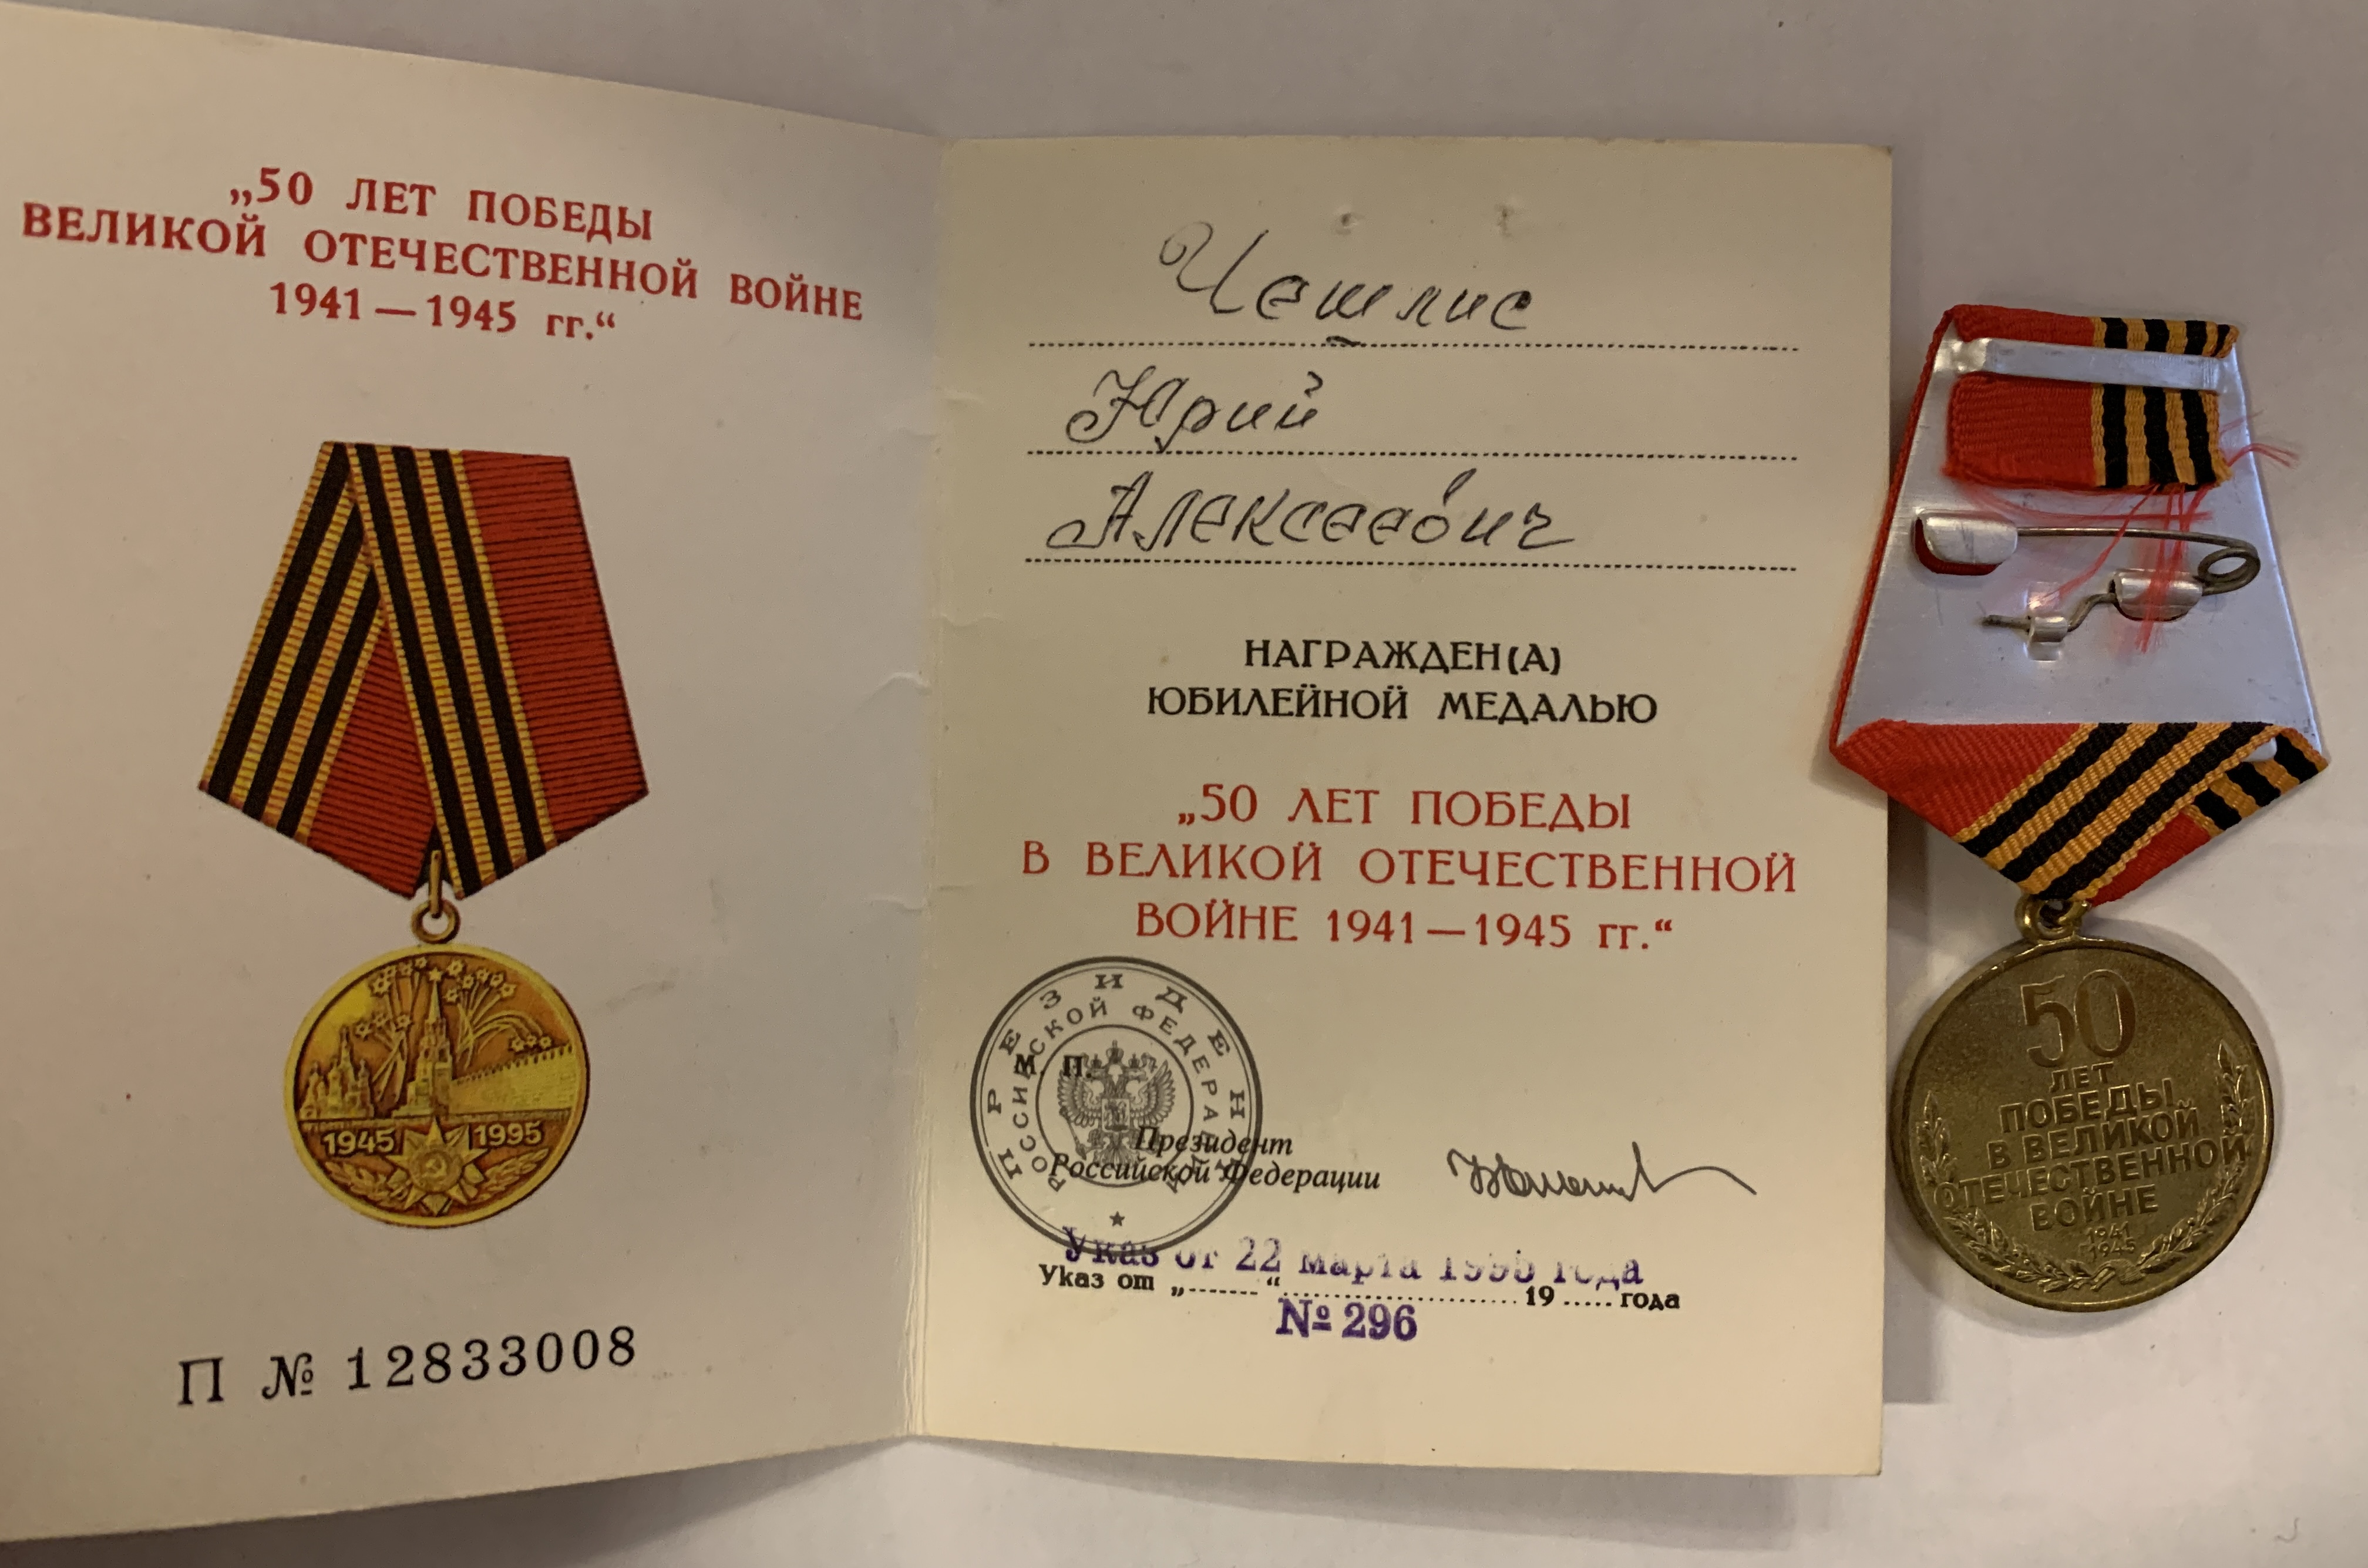 „50 ЛЕТ ПОБЕДЫ
ВЕЛИКОЙ ОТЕЧЕСТВЕННОЙ ВОЙНЕ
1941—1945 гг.“
1945 1995
П № 12833008
Чешлис
Юрий
Алексеевич
НАГРАЖДЕН(А)
ЮБИЛЕЙНОЙ МЕДАЛЬЮ
„50 ЛЕТ ПОБЕДЫ
В ВЕЛИКОЙ ОТЕЧЕСТВЕННОЙ
ВОЙНЕ 1941—1945 гг.“
ПРЕЗИДЕНТ
РОССИЙСКОЙ ФЕДЕРАЦИИ
М. П.
Президент
Российской Федерации
Указ от 22 марта 1995 года
Указ от „.......“ ........................ 19 ..... года
№ 296
50
ЛЕТ
ПОБЕДЫ
В ВЕЛИКОЙ
ОТЕЧЕСТВЕННОЙ
ВОЙНЕ
1941
1945